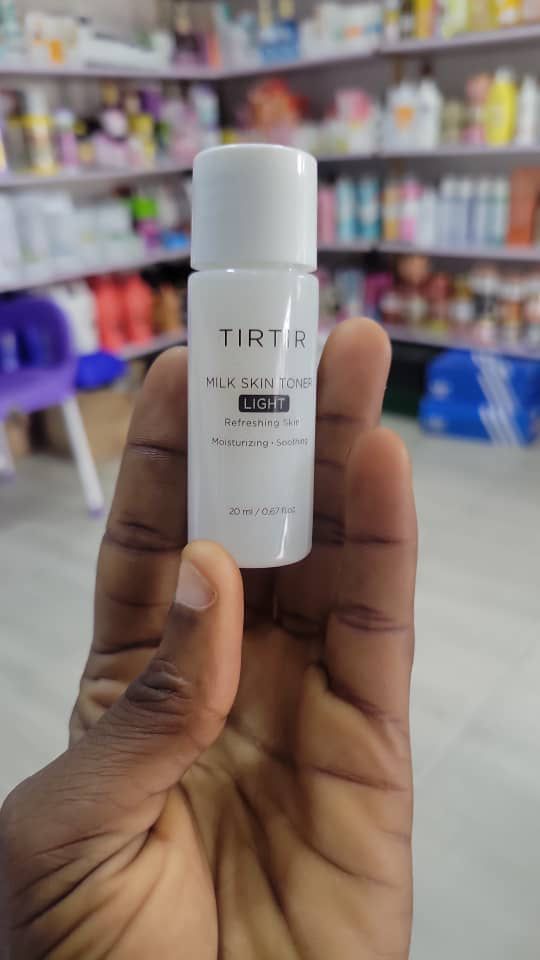 TIRTIR
MILK SKIN TONER
LIGHT
Refreshing Skin
Moisturizing • Soothing
20 ml / 0.67 fl.oz